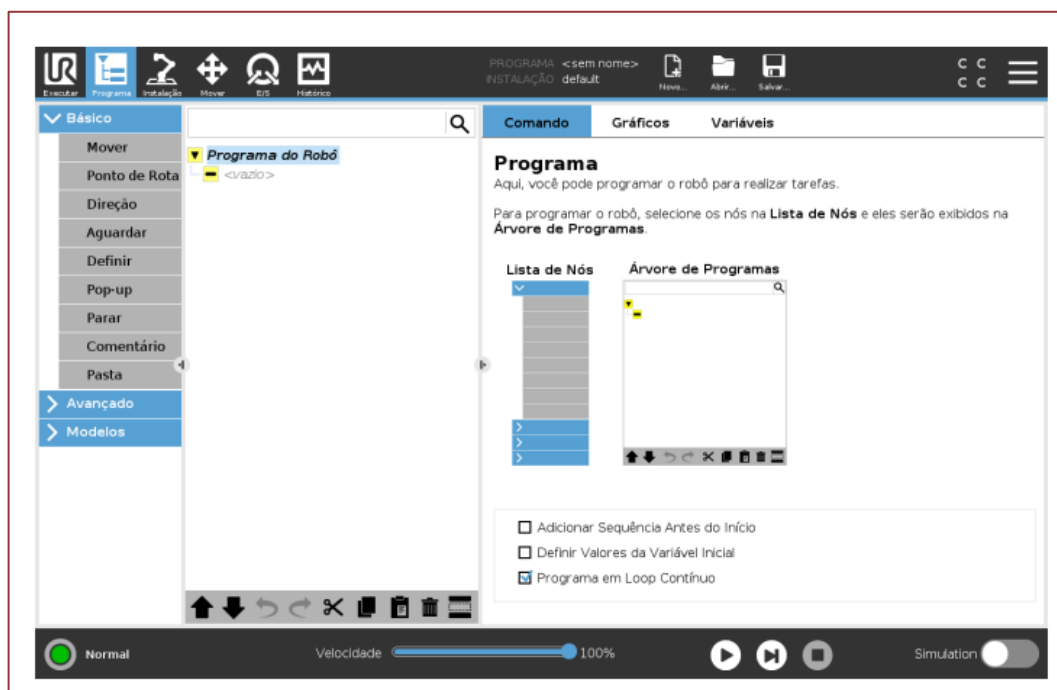 PROGRAMA <sem nome>
INSTALAÇÃO default
Executar Programa Instalação Mover E/S Histórico
Novo... Abrir... Salvar...
C C
C C
Básico
Mover
Ponto de Rota
Direção
Aguardar
Definir
Pop-up
Parar
Comentário
Pasta
Avançado
Modelos
Programa do Robô
<vazio>
Comando Gráficos Variáveis
Programa
Aqui, você pode programar o robô para realizar tarefas.
Para programar o robô, selecione os nós na Lista de Nós e eles serão exibidos na
Árvore de Programas.
Lista de Nós Árvore de Programas
Adicionar Sequência Antes do Início
Definir Valores da Variável Inicial
Programa em Loop Contínuo
Normal
Velocidade 100%
Simulation